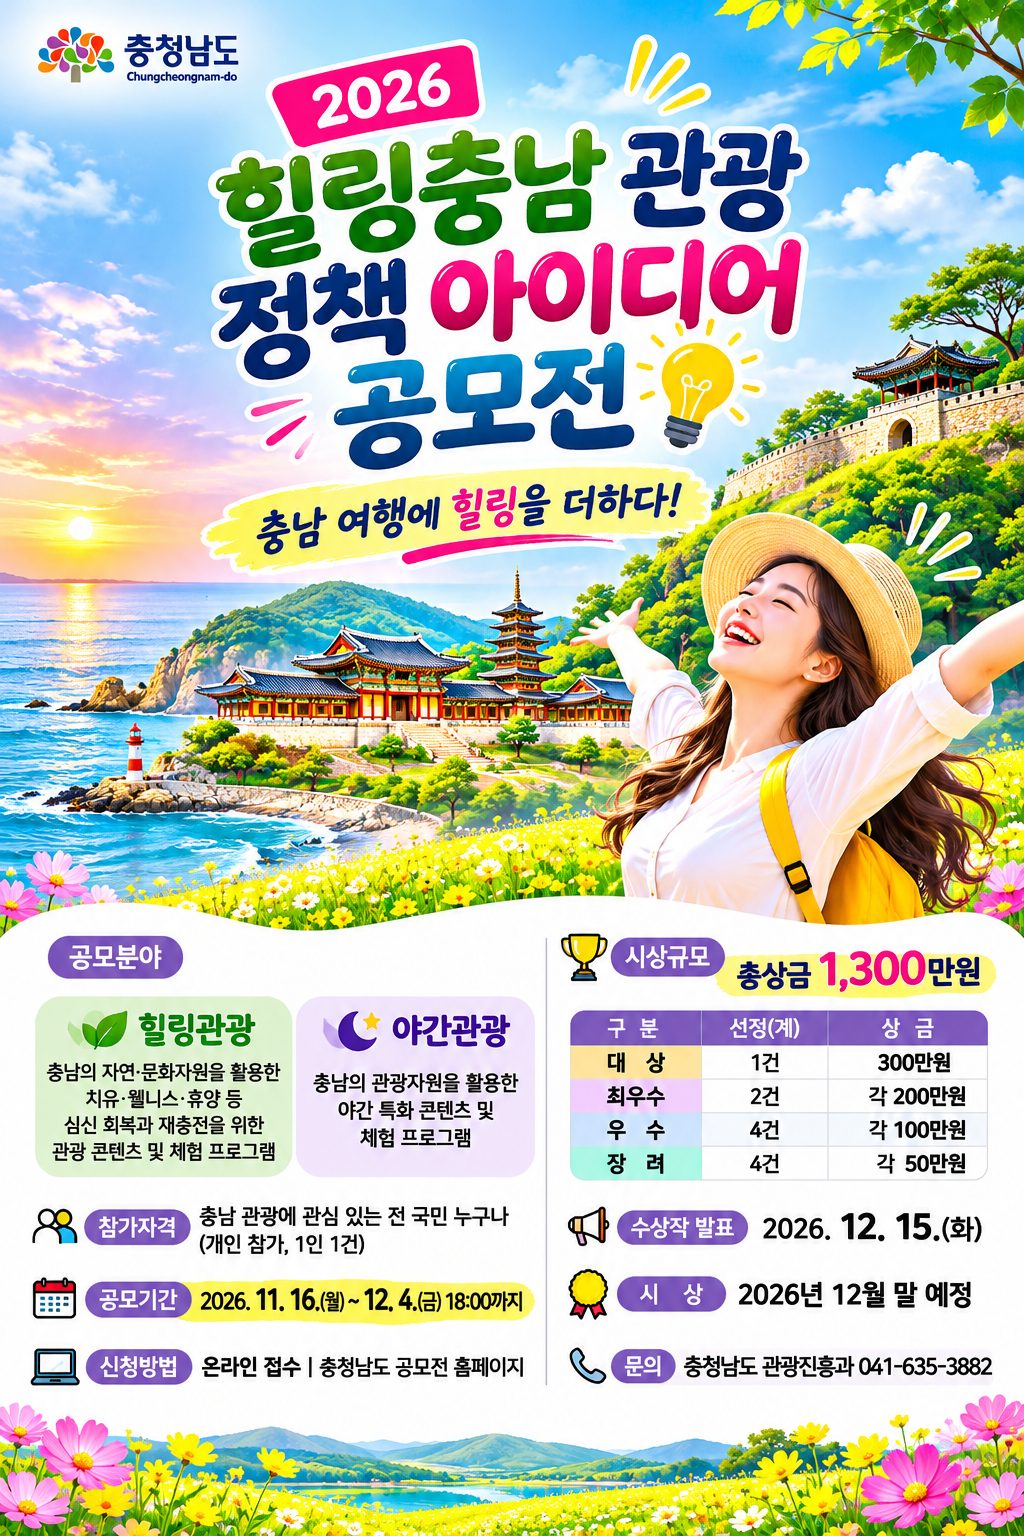 충청남도
Chungcheongnam-do
2026
힐링충남 관광
정책 아이디어
공모전
충남 여행에 힐링을 더하다!
공모분야
힐링관광
충남의 자연·문화자원을 활용한
치유·웰니스·휴양 등
심신 회복과 재충전을 위한
관광 콘텐츠 및 체험 프로그램
야간관광
충남의 관광자원을 활용한
야간 특화 콘텐츠 및
체험 프로그램
참가자격 충남 관광에 관심 있는 전 국민 누구나
(개인 참가, 1인 1건)
공모기간 2026. 11. 16.(월) ~ 12. 4.(금) 18:00까지
신청방법 온라인 접수 | 충청남도 공모전 홈페이지
시상규모 총상금 1,300만원
구 분 선정(계) 상 금
대 상 1건 300만원
최우수 2건 각 200만원
우 수 4건 각 100만원
장 려 4건 각 50만원
수상작 발표 2026. 12. 15.(화)
시 상 2026년 12월 말 예정
문의 충청남도 관광진흥과 041-635-3882